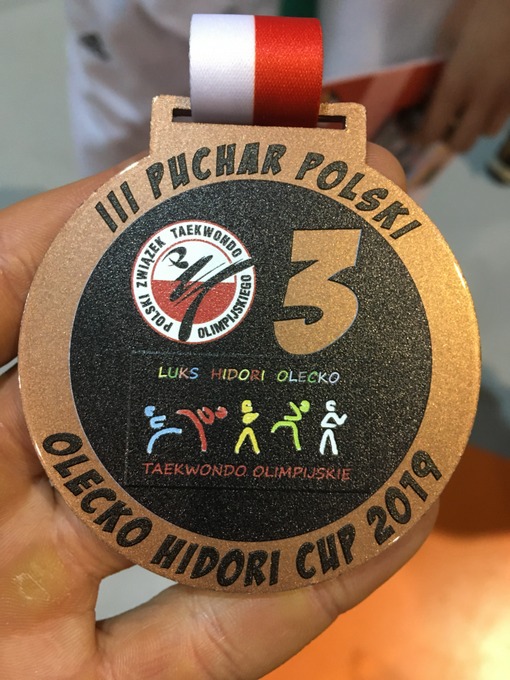 III PUCHAR POLSKI
POLSKI ZWIĄZEK TAEKWONDO OLIMPIJSKIEGO
3
LUKS HIDORI OLECKO
TAEKWONDO OLIMPIJSKIE
OLECKO HIDORI CUP 2019